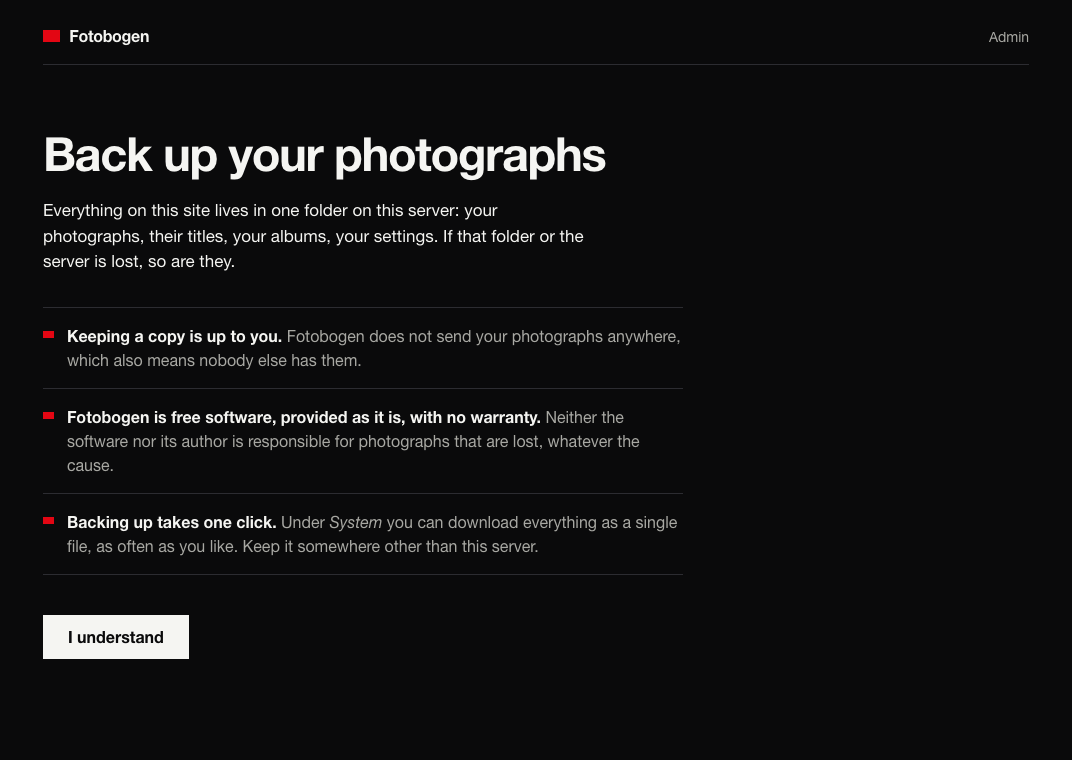 Fotobogen
Admin
Back up your photographs
Everything on this site lives in one folder on this server: your
photographs, their titles, your albums, your settings. If that folder or the
server is lost, so are they.
Keeping a copy is up to you. Fotobogen does not send your photographs anywhere,
which also means nobody else has them.
Fotobogen is free software, provided as it is, with no warranty. Neither the
software nor its author is responsible for photographs that are lost, whatever the
cause.
Backing up takes one click. Under System you can download everything as a single
file, as often as you like. Keep it somewhere other than this server.
I understand